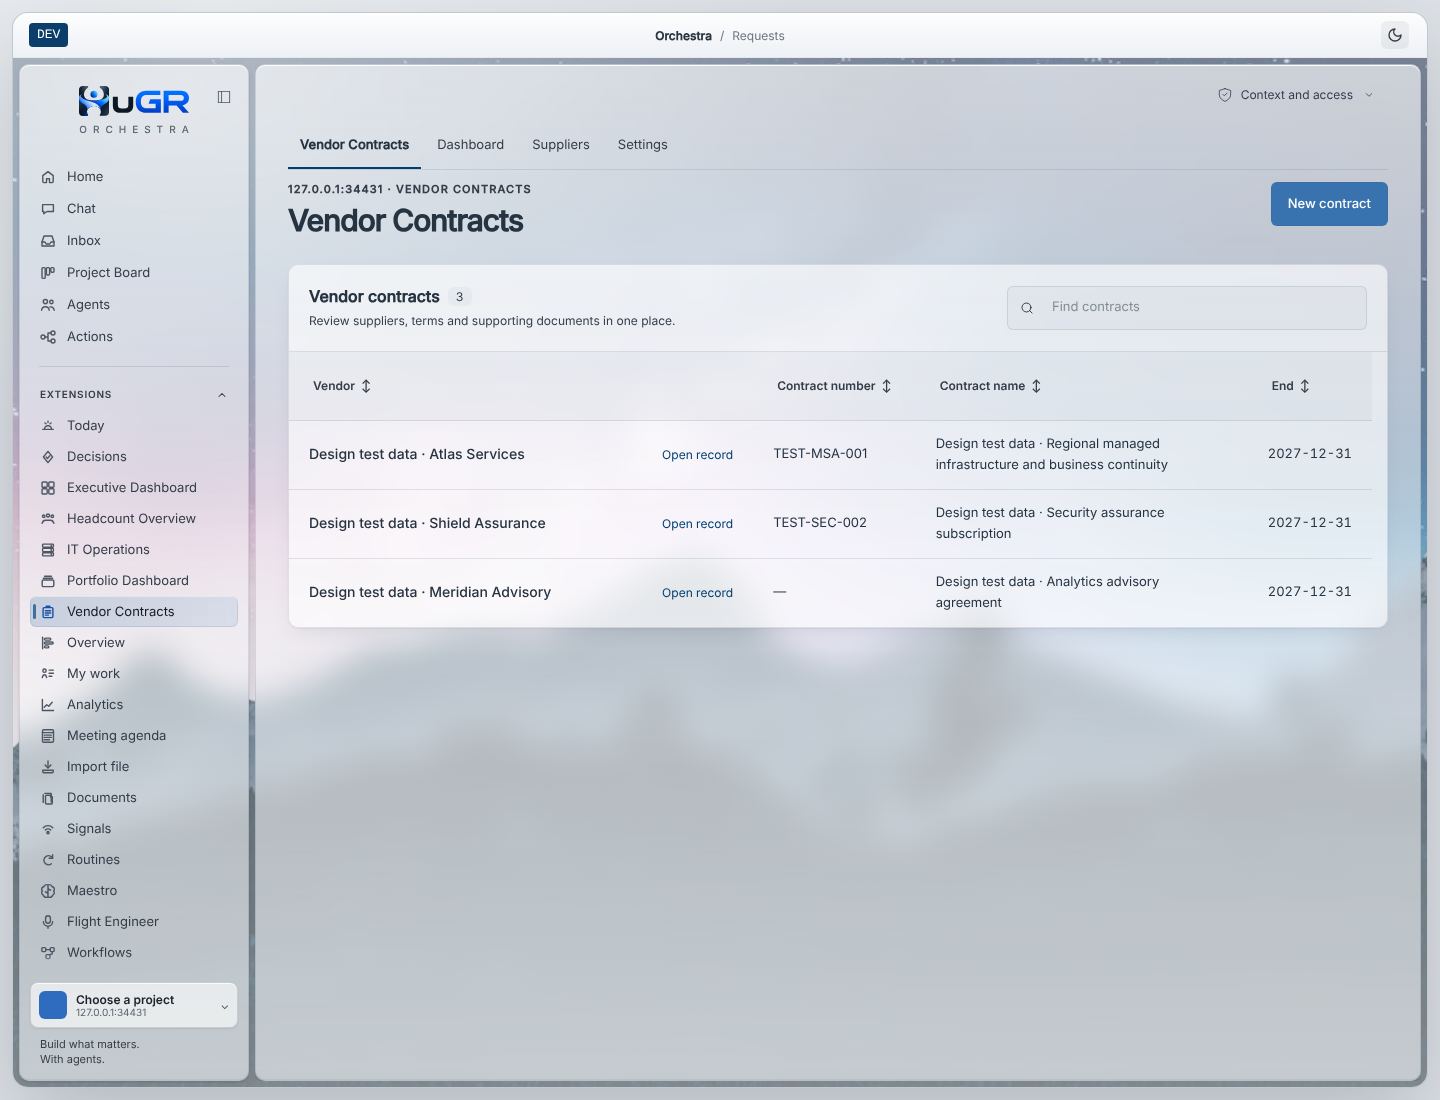 DEV
Orchestra / Requests
HuGR
ORCHESTRA
Context and access
Home
Chat
Inbox
Project Board
Agents
Actions
EXTENSIONS
Today
Decisions
Executive Dashboard
Headcount Overview
IT Operations
Portfolio Dashboard
Vendor Contracts
Overview
My work
Analytics
Meeting agenda
Import file
Documents
Signals
Routines
Maestro
Flight Engineer
Workflows
Choose a project
127.0.0.1:34431
Build what matters.
With agents.
Vendor Contracts Dashboard Suppliers Settings
127.0.0.1:34431 · VENDOR CONTRACTS
Vendor Contracts
New contract
Vendor contracts 3
Review suppliers, terms and supporting documents in one place.
Find contracts
Vendor Contract number Contract name End
Design test data · Atlas Services Open record TEST-MSA-001 Design test data · Regional managed
infrastructure and business continuity 2027-12-31
Design test data · Shield Assurance Open record TEST-SEC-002 Design test data · Security assurance
subscription 2027-12-31
Design test data · Meridian Advisory Open record — Design test data · Analytics advisory
agreement 2027-12-31